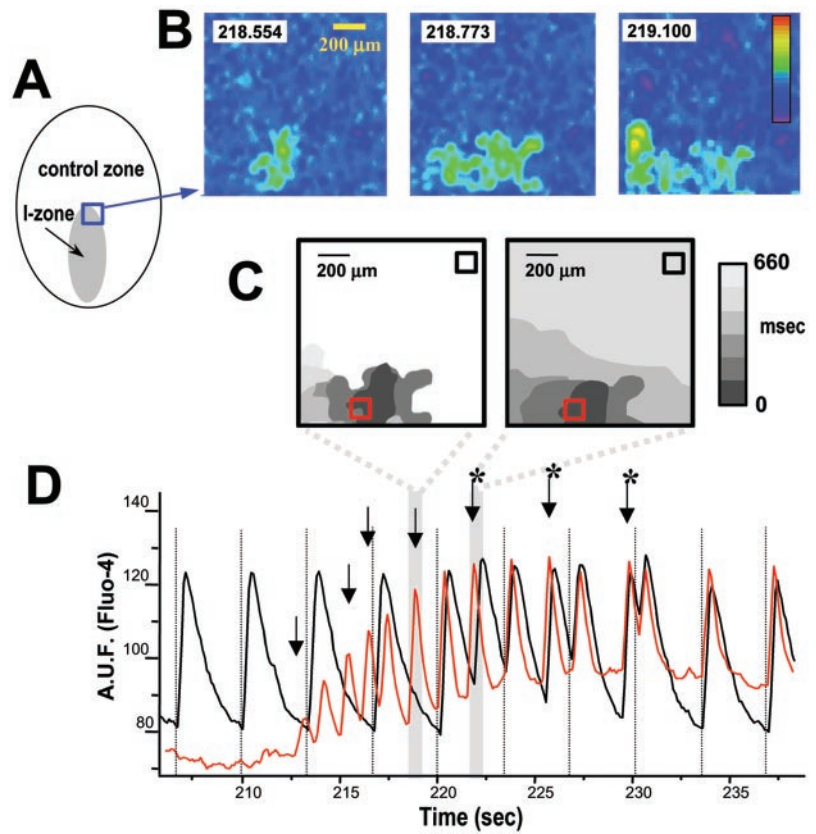 A
control zone
I-zone
B
218.554
200 μm
218.773
219.100
C
200 μm
200 μm
660
msec
0
D
* * *
A.U.F. (Fluo-4)
140
120
100
80
210 215 220 225 230 235
Time (sec)